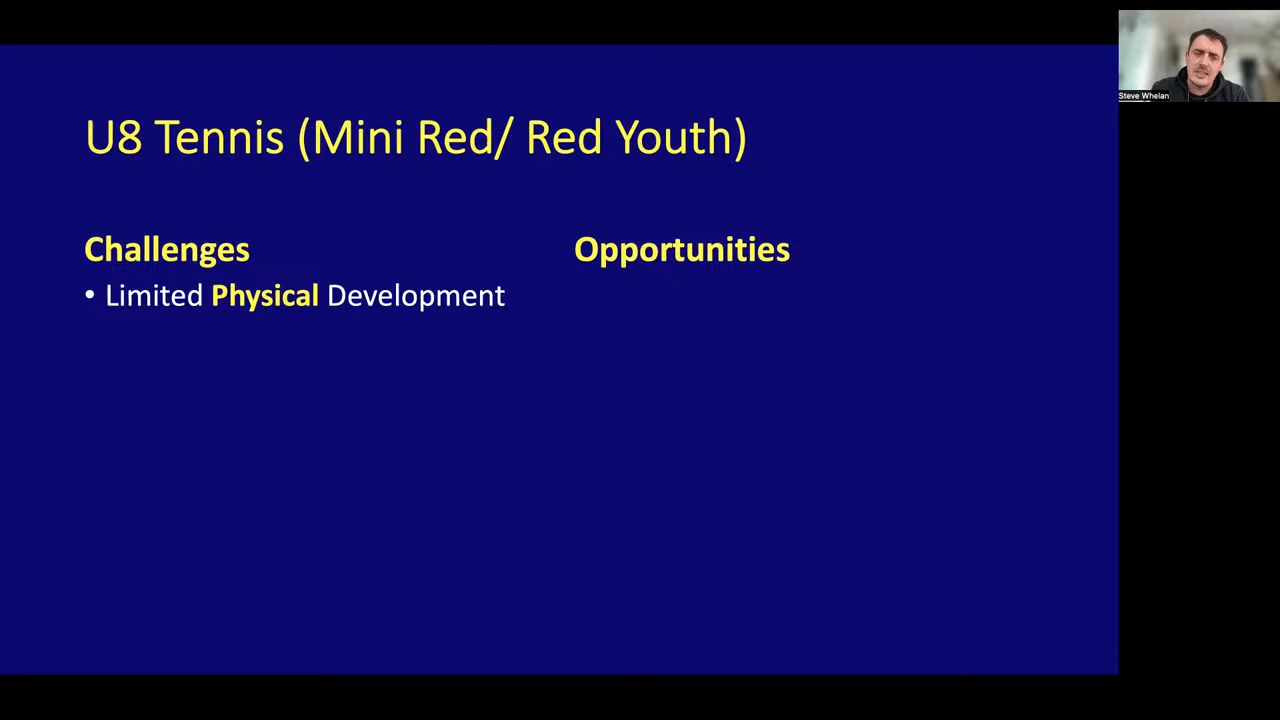 U8 Tennis (Mini Red/ Red Youth)
Challenges
• Limited Physical Development
Opportunities
Steve Whelan